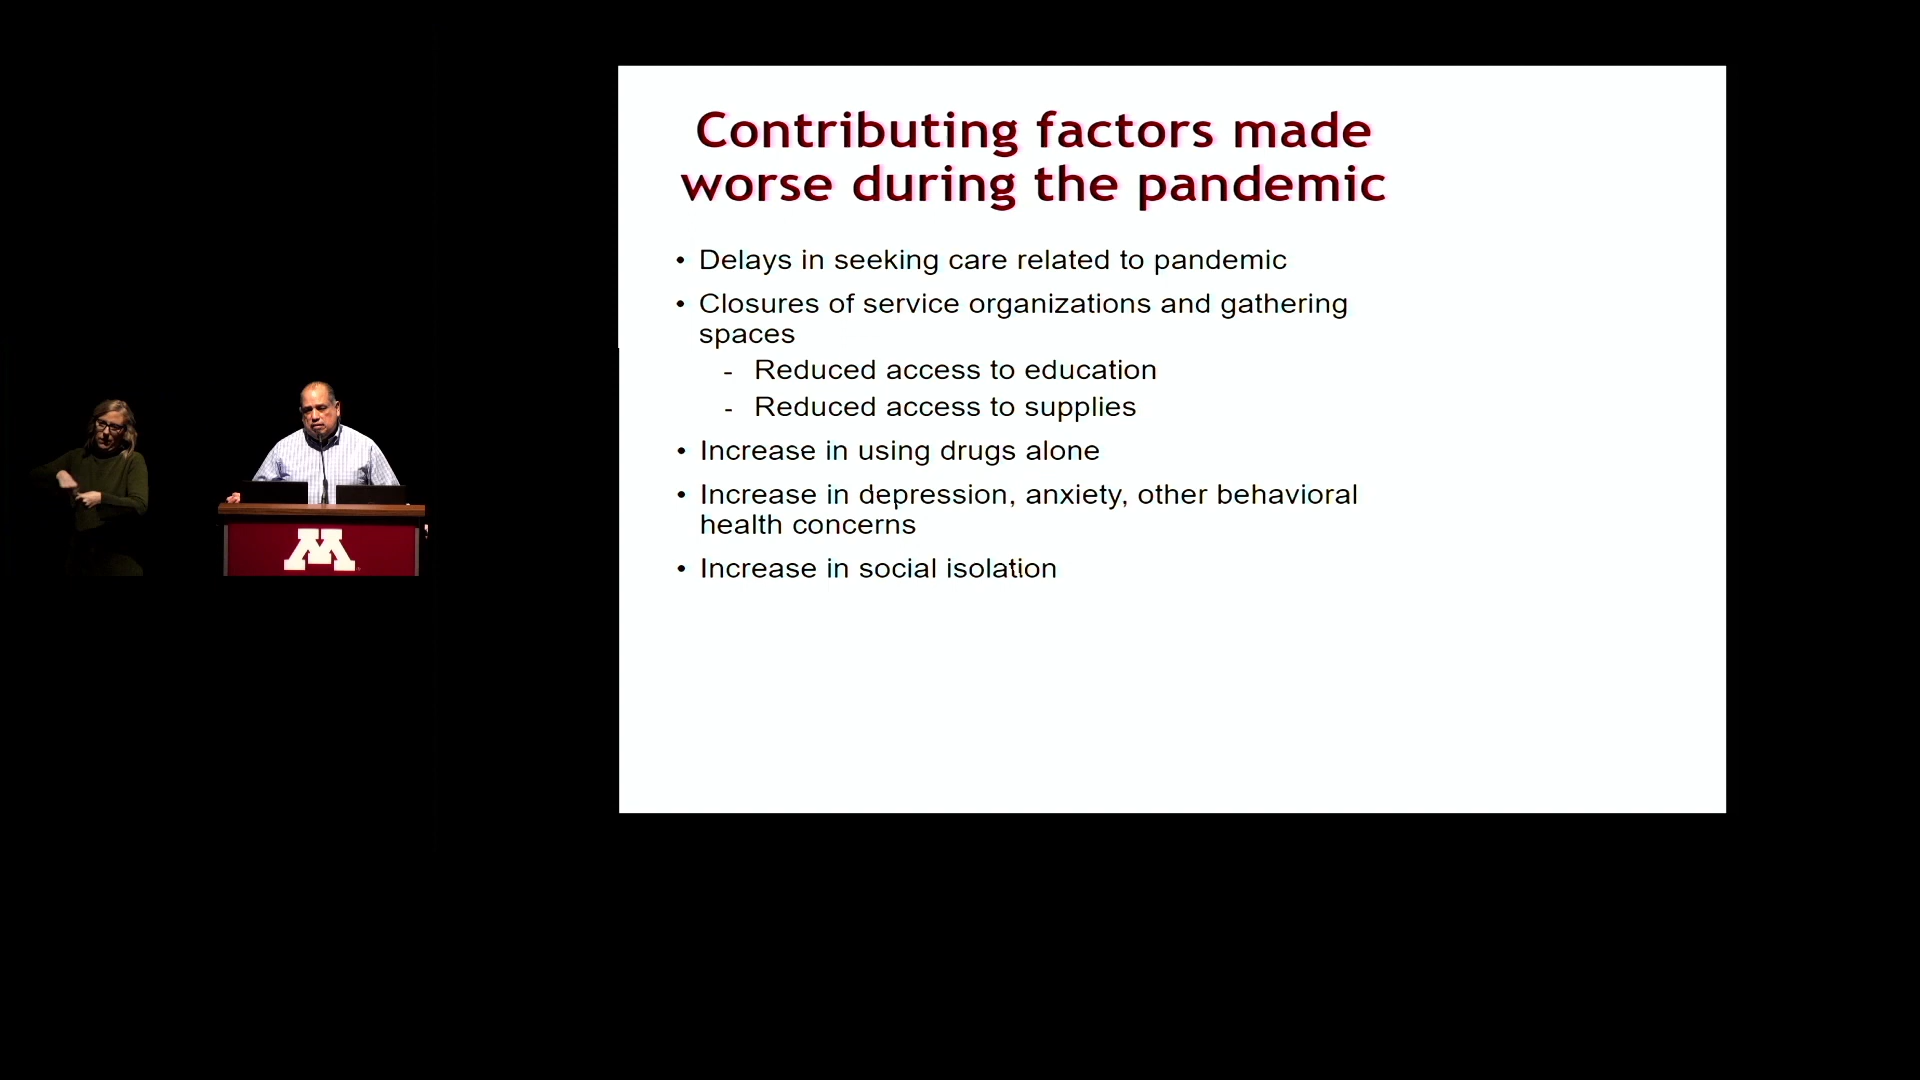 Contributing factors made
worse during the pandemic
• Delays in seeking care related to pandemic
• Closures of service organizations and gathering
spaces
- Reduced access to education
- Reduced access to supplies
• Increase in using drugs alone
• Increase in depression, anxiety, other behavioral
health concerns
• Increase in social isolation
M